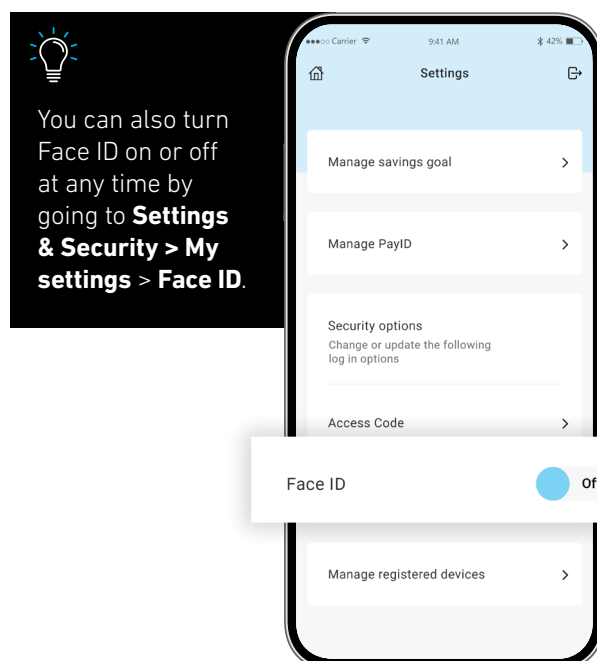 You can also turn
Face ID on or off
at any time by
going to Settings
& Security > My
settings > Face ID.
Carrier 9:41 AM 42%
Settings
Manage savings goal
Manage PayID
Security options
Change or update the following
log in options
Access Code
Face ID Of
Manage registered devices